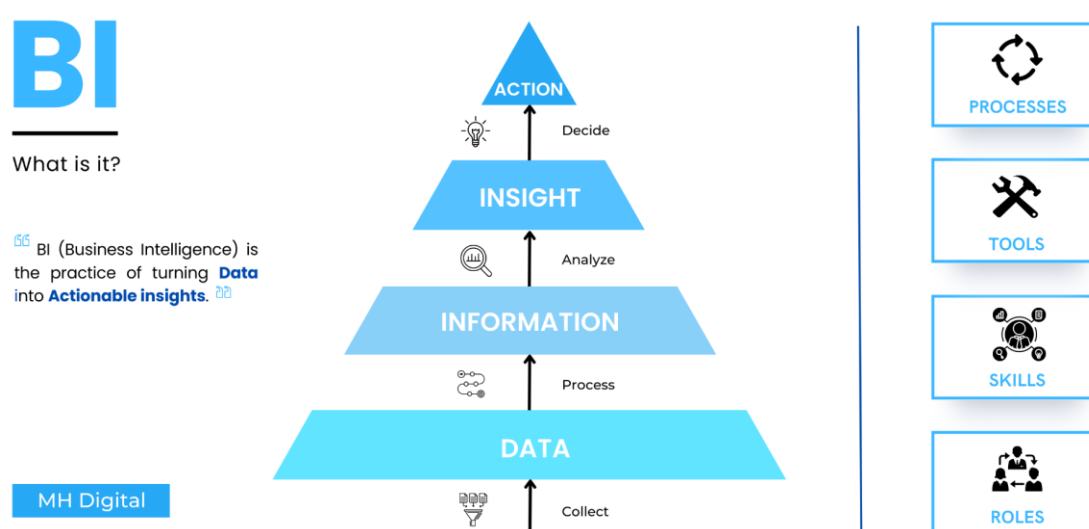 BI
What is it?
BI (Business Intelligence) is
the practice of turning Data
into Actionable insights.
MH Digital
ACTION
Decide
INSIGHT
Analyze
INFORMATION
Process
DATA
Collect
PROCESSES
TOOLS
SKILLS
ROLES